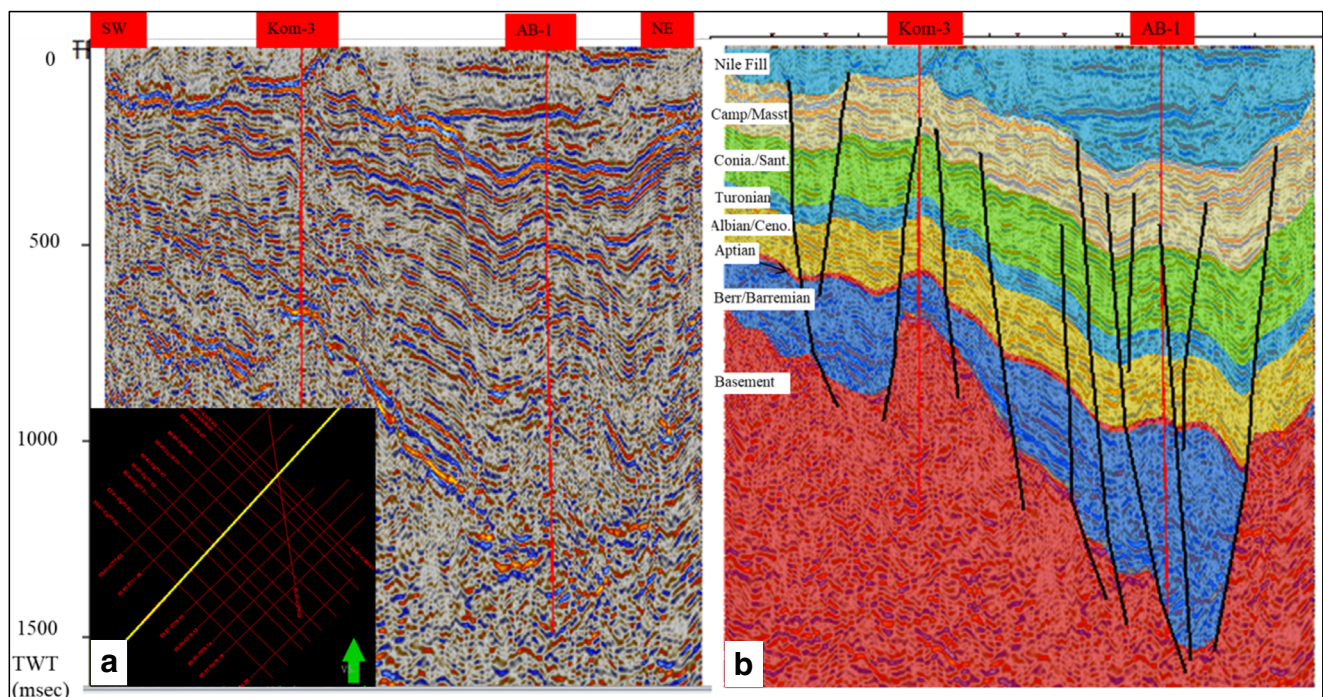 SW
Kom-3
AB-1
NE
0
500
1000
1500
TWT
(msec)
a
Kom-3
AB-1
Nile Fill
Camp/Masst
Conia./Sant.
Turonian
Albian/Ceno.
Aptian
Berr/Barremian
Basement
b